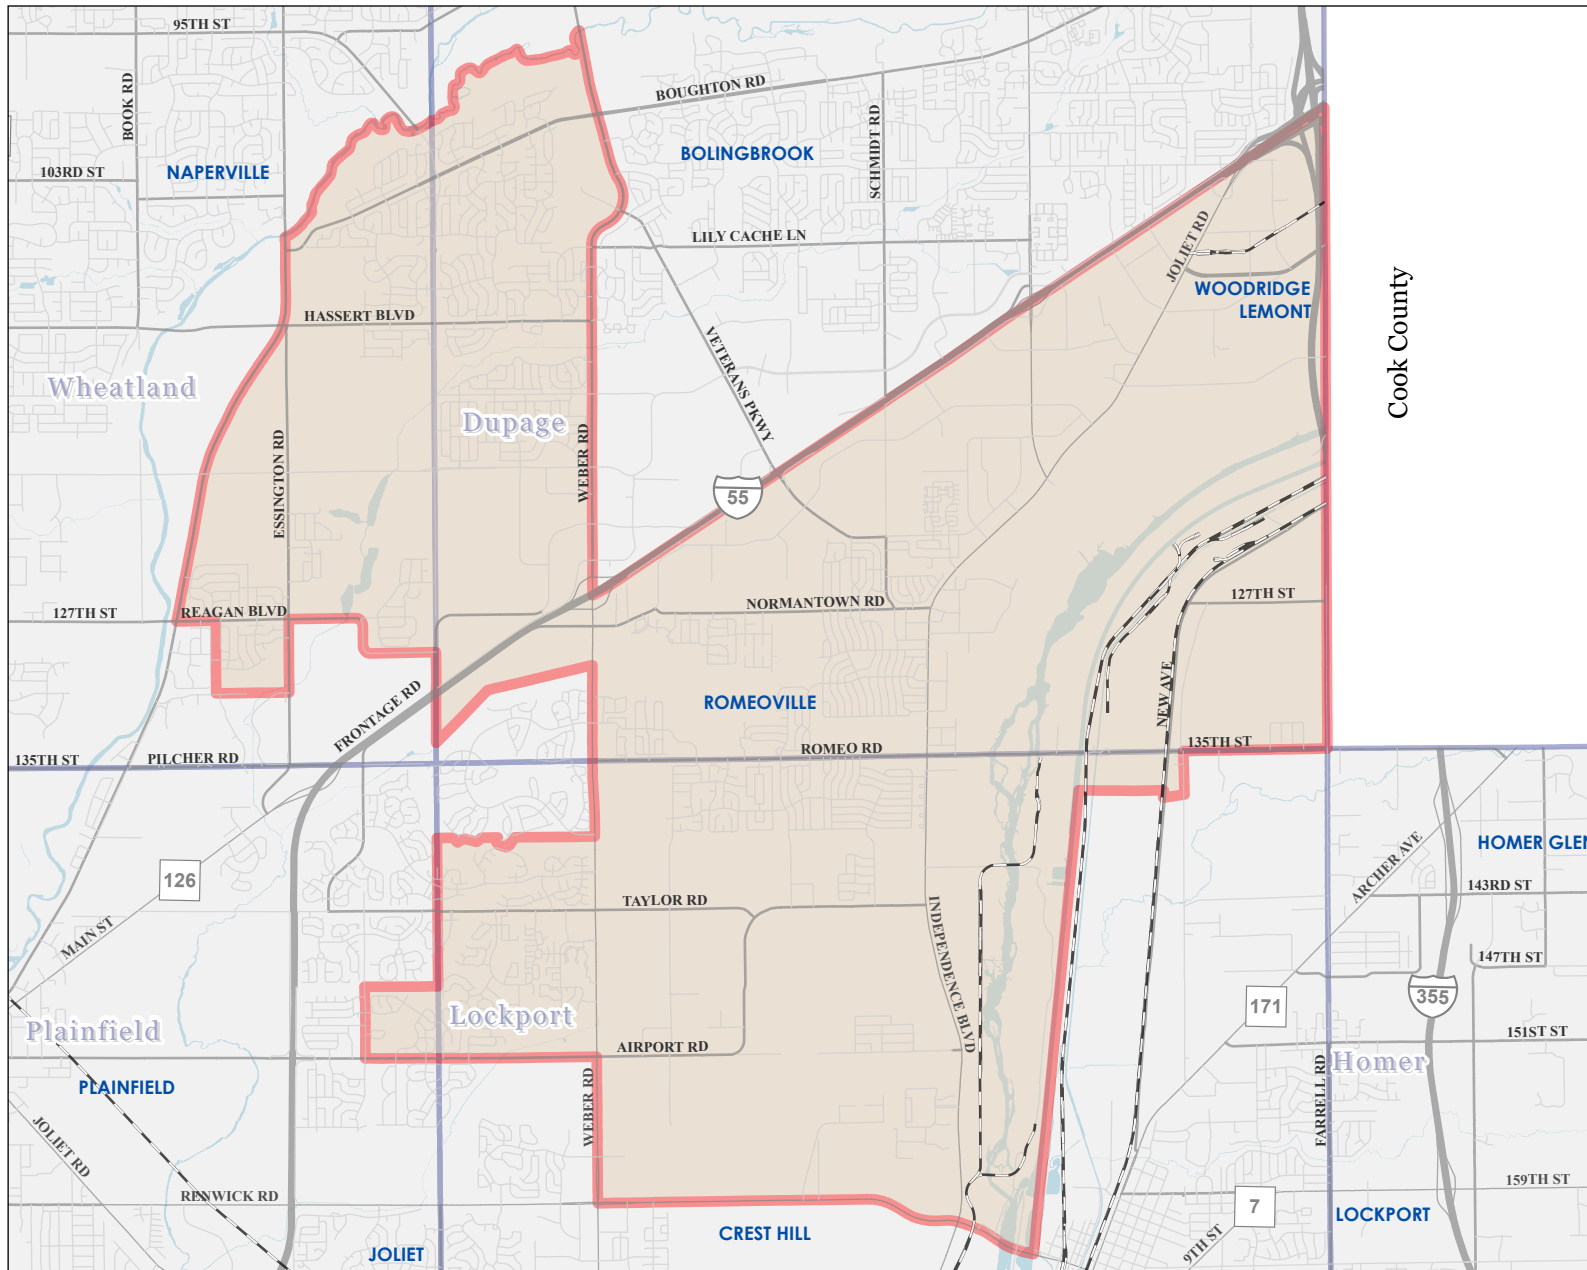 95TH ST
BOOK RD
BOUGHTON RD
SCHMIDT RD
BOLINGBROOK
103RD ST
NAPERVILLE
LILY CACHE LN
JOLIET RD
WOODRIDGE
LEMONT
Cook County
HASSERT BLVD
VETERANS PKWY
Wheatland
Dupage
ESSINGTON RD
WEBER RD
55
127TH ST
REAGAN BLVD
NORMANTOWN RD
127TH ST
FRONTAGE RD
ROMEOVILLE
NEW AVE
135TH ST
PILCHER RD
ROMEO RD
135TH ST
126
ARCHER AVE
HOMER GLEN
143RD ST
MAIN ST
TAYLOR RD
INDEPENDENCE BLVD
147TH ST
171
355
Plainfield
Lockport
151ST ST
AIRPORT RD
Homer
PLAINFIELD
WEBER RD
FARRELL RD
JOLIET RD
RENWICK RD
159TH ST
7
LOCKPORT
CREST HILL
9TH ST
JOLIET